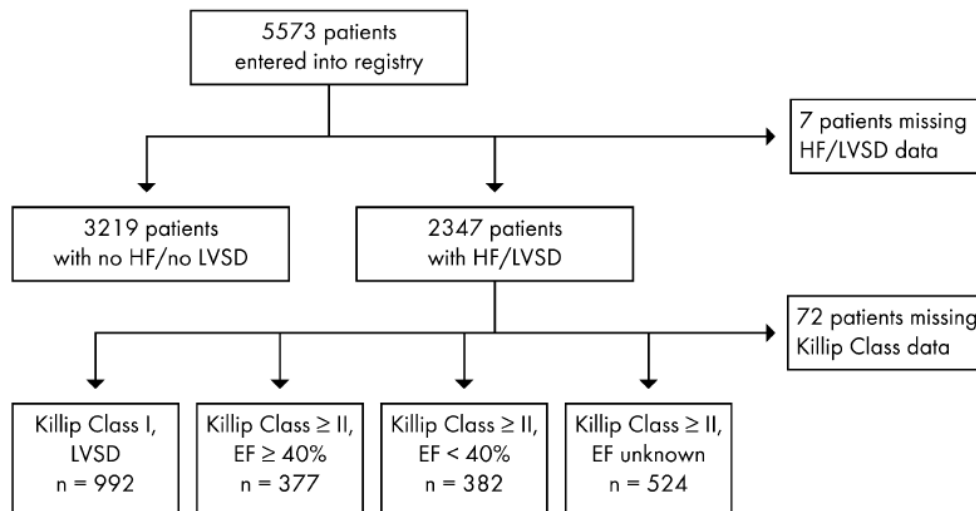 5573 patients
entered into registry
7 patients missing
HF/LVSD data
3219 patients
with no HF/no LVSD
2347 patients
with HF/LVSD
72 patients missing
Killip Class data
Killip Class I,
LVSD
n = 992
Killip Class ≥ II,
EF ≥ 40%
n = 377
Killip Class ≥ II,
EF < 40%
n = 382
Killip Class ≥ II,
EF unknown
n = 524